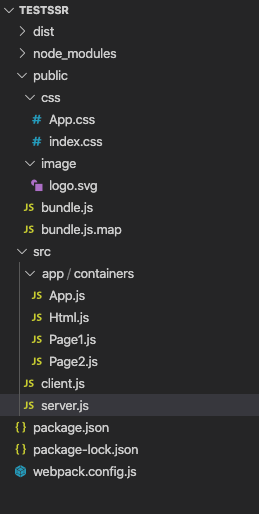 TESTSSR
dist
node_modules
public
css
# App.css
# index.css
image
logo.svg
JS bundle.js
JS bundle.js.map
src
app / containers
JS App.js
JS Html.js
JS Page1.js
JS Page2.js
JS client.js
JS server.js
{} package.json
{} package-lock.json
webpack.config.js